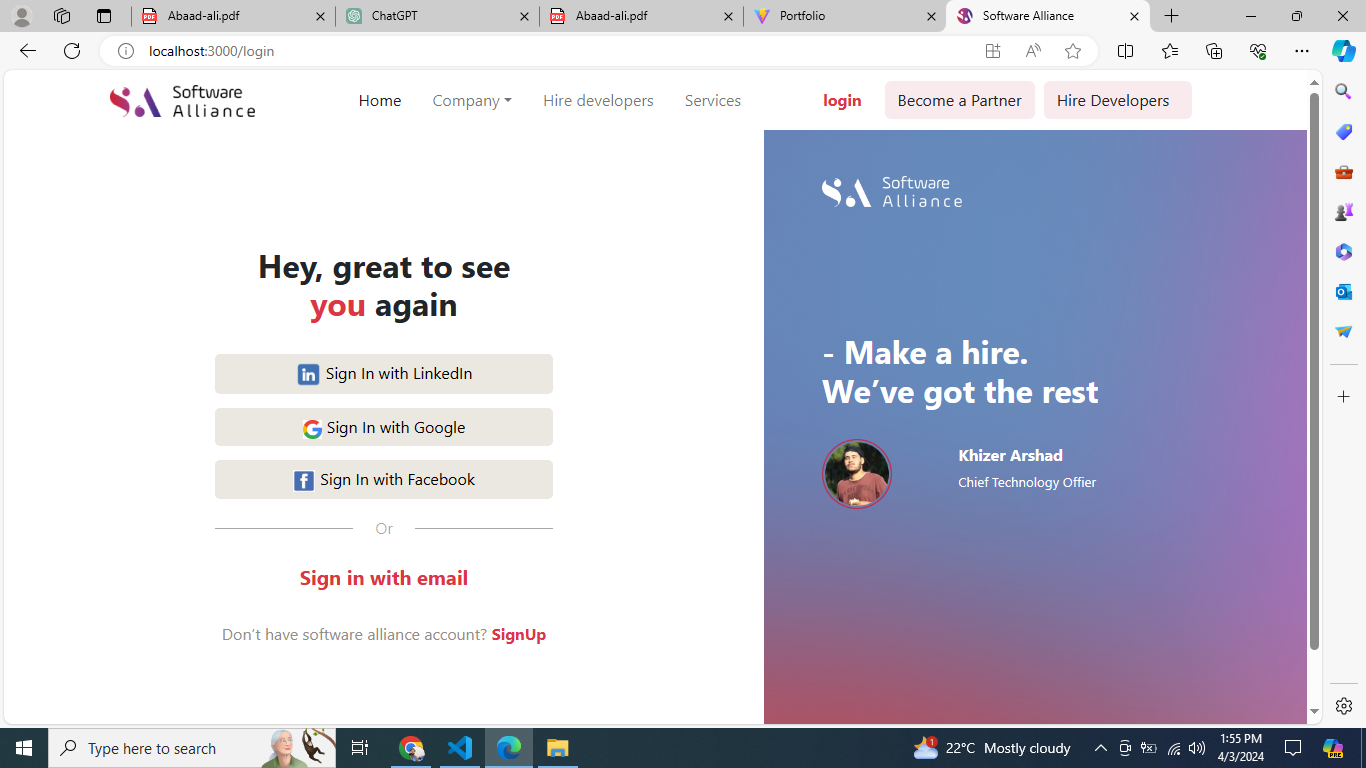 Abaad-ali.pdf
ChatGPT
Abaad-ali.pdf
Portfolio
Software Alliance
localhost:3000/login
Software
Alliance
Home
Company
Hire developers
Services
login
Become a Partner
Hire Developers
Hey, great to see
you again
Sign In with LinkedIn
Sign In with Google
Sign In with Facebook
Or
Sign in with email
Don't have software alliance account? SignUp
Software
Alliance
- Make a hire.
We’ve got the rest
Khizer Arshad
Chief Technology Offier
Type here to search
1
22°C Mostly cloudy
1:55 PM
4/3/2024
PRE